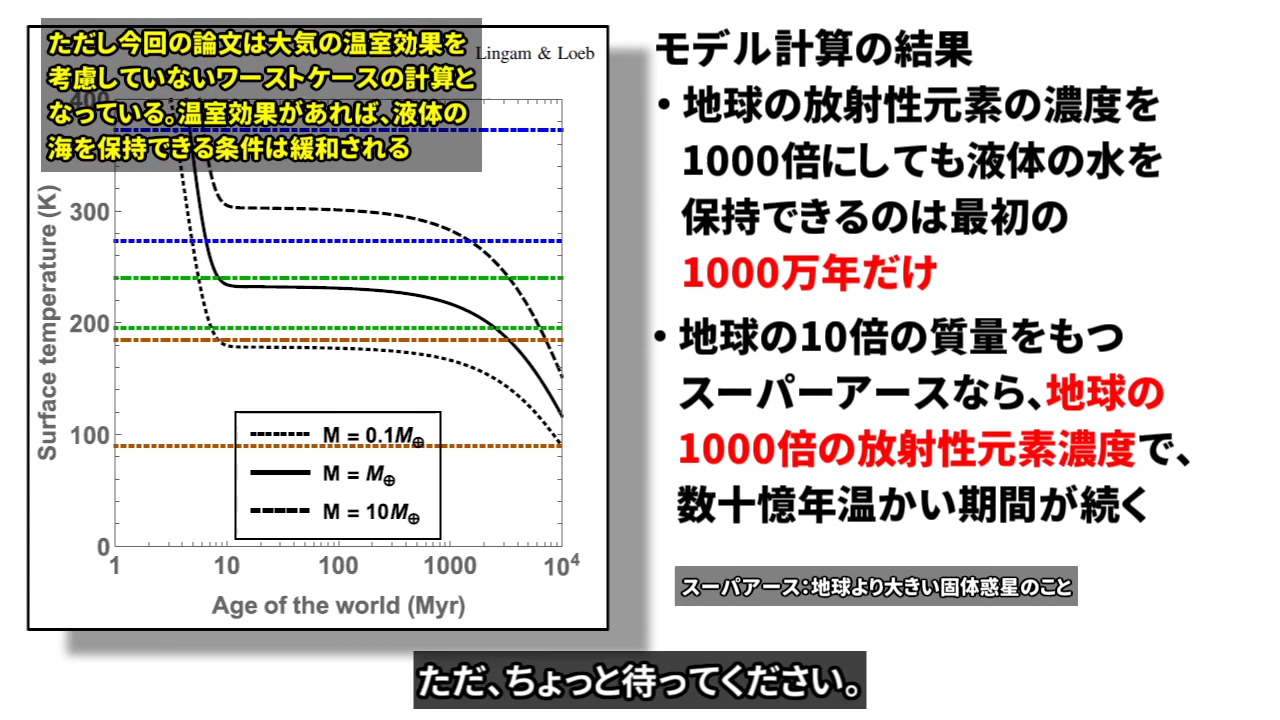 ただし今回の論文は大気の温室効果を
考慮していないワーストケースの計算と
なっている。温室効果があれば、液体の
海を保持できる条件は緩和される
Lingam & Loeb
400
300
200
100
0
Surface temperature (K)
M = 0.1M⊕
M = M⊕
M = 10M⊕
1 10 100 1000 10⁴
Age of the world (Myr)
モデル計算の結果
・地球の放射性元素の濃度を
1000倍にしても液体の水を
保持できるのは最初の
1000万年だけ
・地球の10倍の質量をもつ
スーパーアースなら、地球の
1000倍の放射性元素濃度で、
数十憶年温かい期間が続く
スーパアース：地球より大きい固体惑星のこと
ただ、ちょっと待ってください。